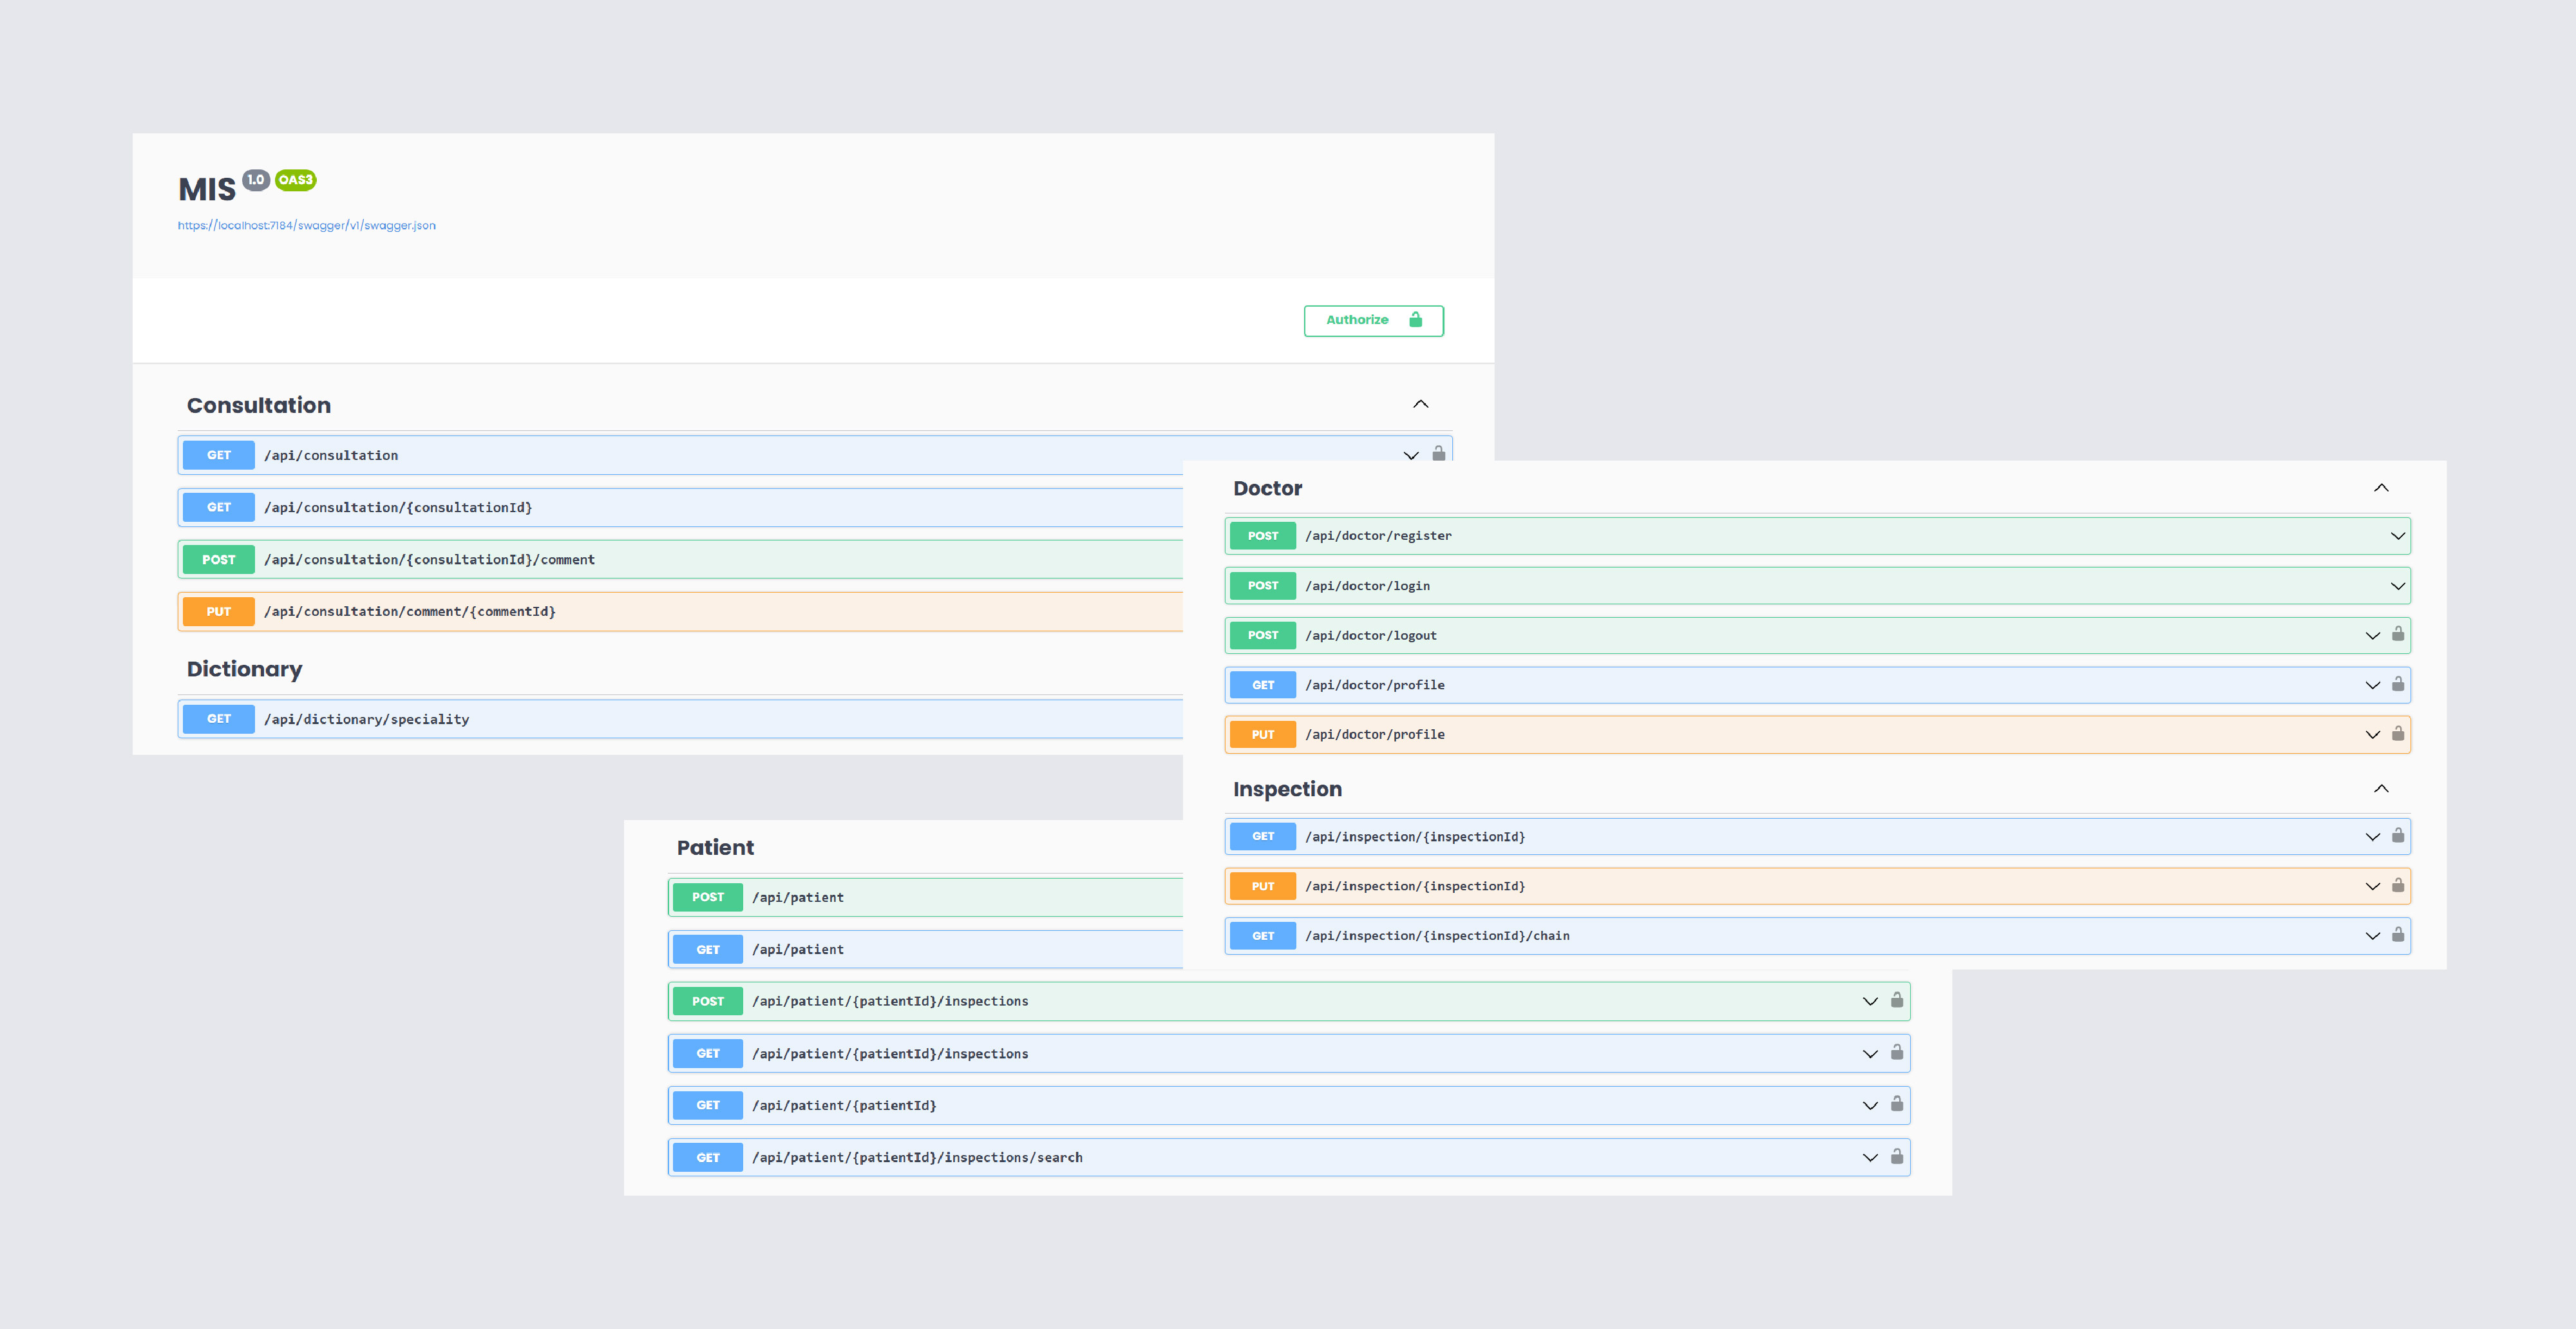 MIS 1.0 OAS3
https://localhost:7184/swagger/v1/swagger.json
Authorize
Consultation
GET /api/consultation
GET /api/consultation/{consultationId}
POST /api/consultation/{consultationId}/comment
PUT /api/consultation/comment/{commentId}
Dictionary
GET /api/dictionary/speciality
Doctor
POST /api/doctor/register
POST /api/doctor/login
POST /api/doctor/logout
GET /api/doctor/profile
PUT /api/doctor/profile
Inspection
GET /api/inspection/{inspectionId}
PUT /api/inspection/{inspectionId}
GET /api/inspection/{inspectionId}/chain
Patient
POST /api/patient
GET /api/patient
POST /api/patient/{patientId}/inspections
GET /api/patient/{patientId}/inspections
GET /api/patient/{patientId}
GET /api/patient/{patientId}/inspections/search